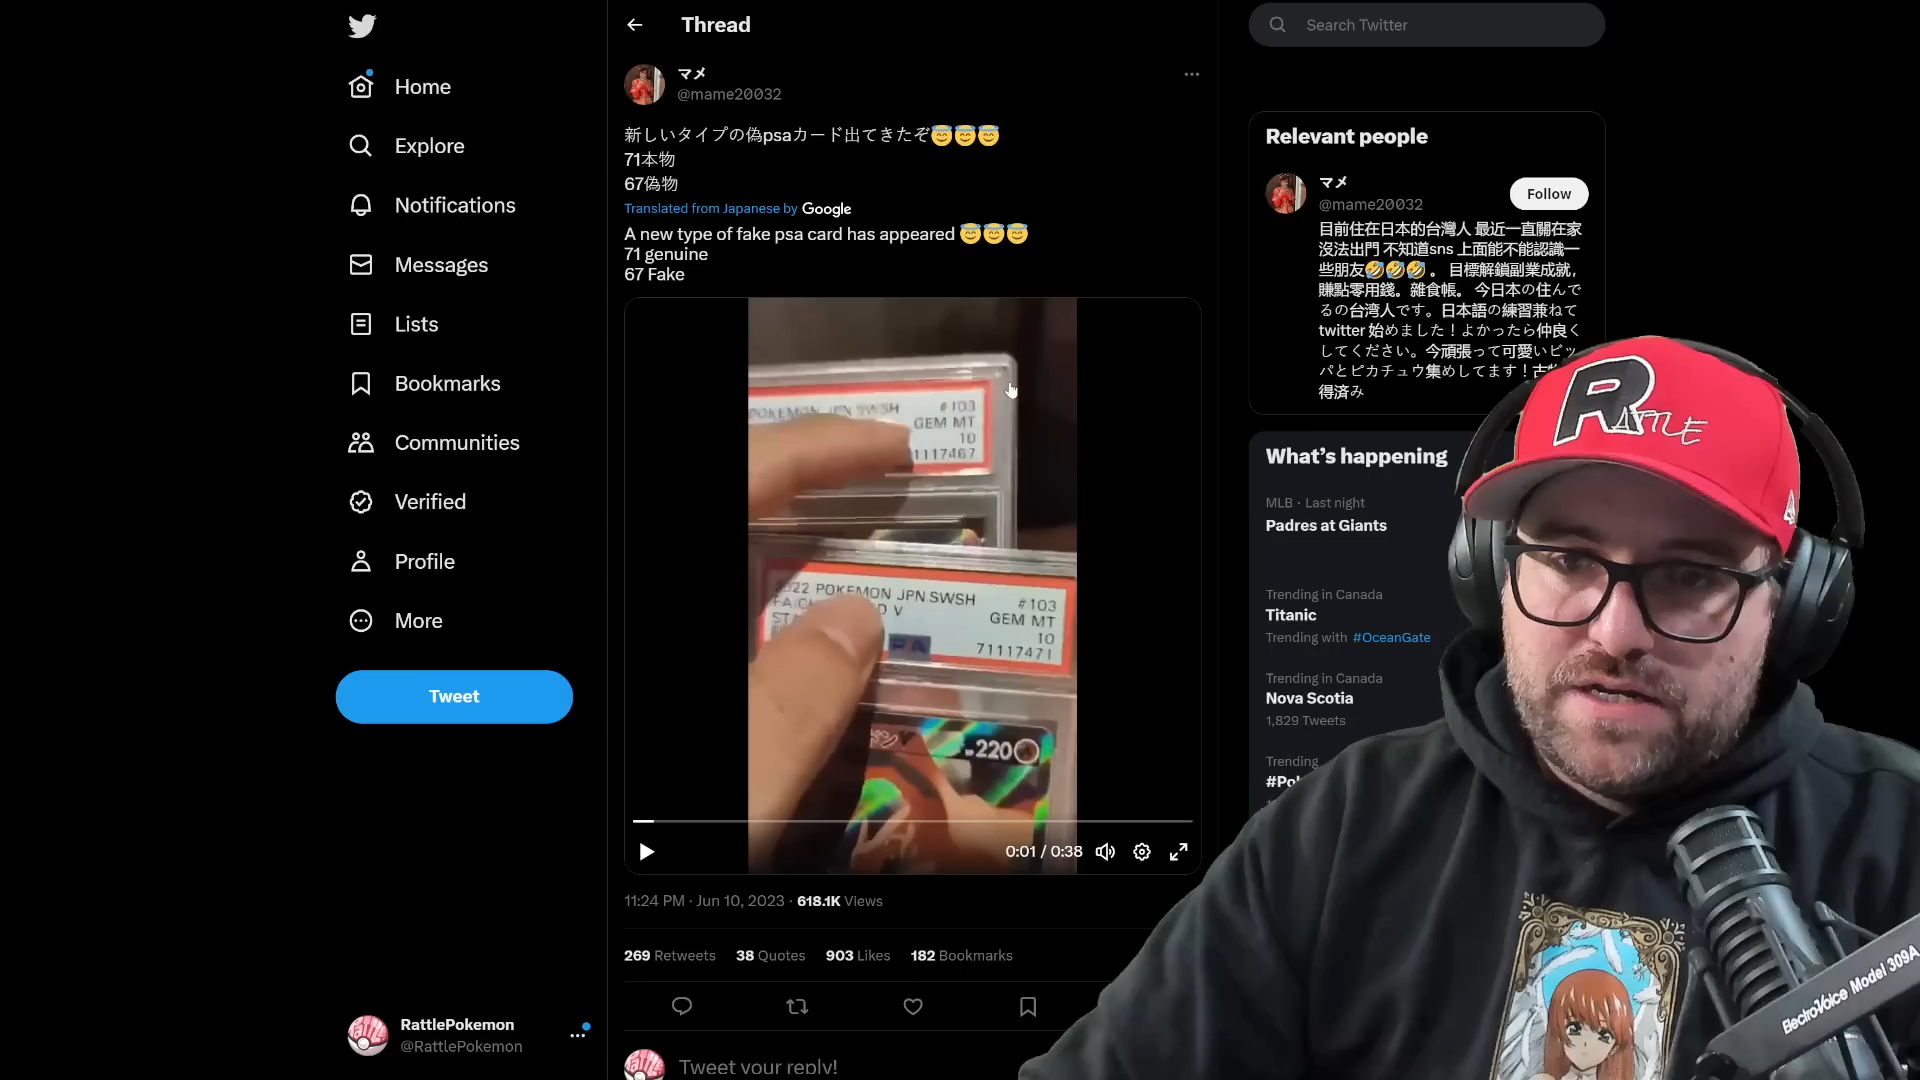 Thread
Search Twitter
Home
Explore
Notifications
Messages
Lists
Bookmarks
Communities
Verified
Profile
More
Tweet
RattlePokemon
@RattlePokemon
マメ
@mame20032
新しいタイプの偽psaカード出てきたぞ😇😇😇
71本物
67偽物
Translated from Japanese by Google
A new type of fake psa card has appeared 😇😇😇
71 genuine
67 Fake
POKEMON JPN SWSH
#103
GEM MT
10
1117467
POKEMON JPN SWSH
#103
GEM MT
10
71117471
220
0:01 / 0:38
11:24 PM · Jun 10, 2023 · 618.1K Views
269 Retweets 38 Quotes 903 Likes 182 Bookmarks
Tweet your reply!
Relevant people
マメ
@mame20032
Follow
目前住在日本的台灣人 最近一直關在家
沒法出門 不知道sns 上面能不能認識一
些朋友🤣🤣🤣 。 目標解鎖副業成就,
賺點零用錢。雜食帳。 今日本の住んで
るの台湾人です。日本語の練習兼ねて
twitter 始めました！よかったら仲良く
してください。今頑張って可愛いピッ
パとピカチュウ集めしてます！
得済み
What's happening
MLB · Last night
Padres at Giants
Trending in Canada
Titanic
Trending with #OceanGate
Trending in Canada
Nova Scotia
1,829 Tweets
Trending
RATTLE
ElectroVoice Model 309A